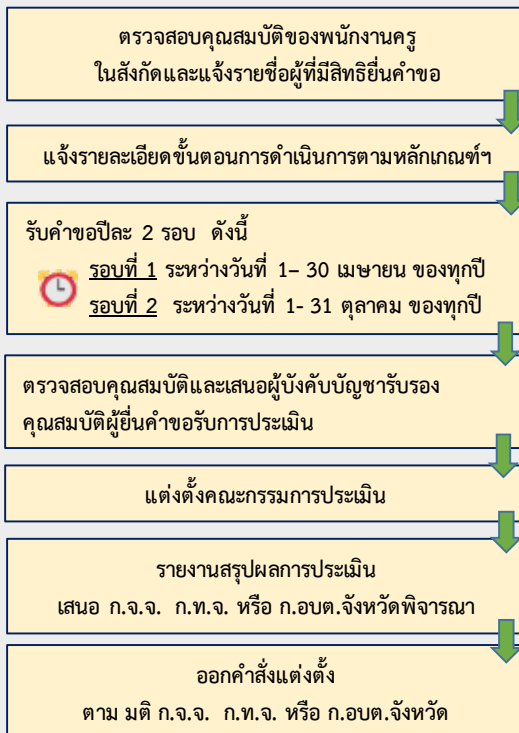 ตรวจสอบคุณสมบัติของพนักงานครู
ในสังกัดและแจ้งรายชื่อผู้ที่มีสิทธิยื่นคำขอ
แจ้งรายละเอียดขั้นตอนการดำเนินการตามหลักเกณฑ์ฯ
รับคำขอปีละ 2 รอบ ดังนี้
รอบที่ 1 ระหว่างวันที่ 1– 30 เมษายน ของทุกปี
รอบที่ 2 ระหว่างวันที่ 1- 31 ตุลาคม ของทุกปี
ตรวจสอบคุณสมบัติและเสนอผู้บังคับบัญชารับรอง
คุณสมบัติผู้ยื่นคำขอรับการประเมิน
แต่งตั้งคณะกรรมการประเมิน
รายงานสรุปผลการประเมิน
เสนอ ก.จ.จ. ก.ท.จ. หรือ ก.อบต.จังหวัดพิจารณา
ออกคำสั่งแต่งตั้ง
ตาม มติ ก.จ.จ. ก.ท.จ. หรือ ก.อบต.จังหวัด